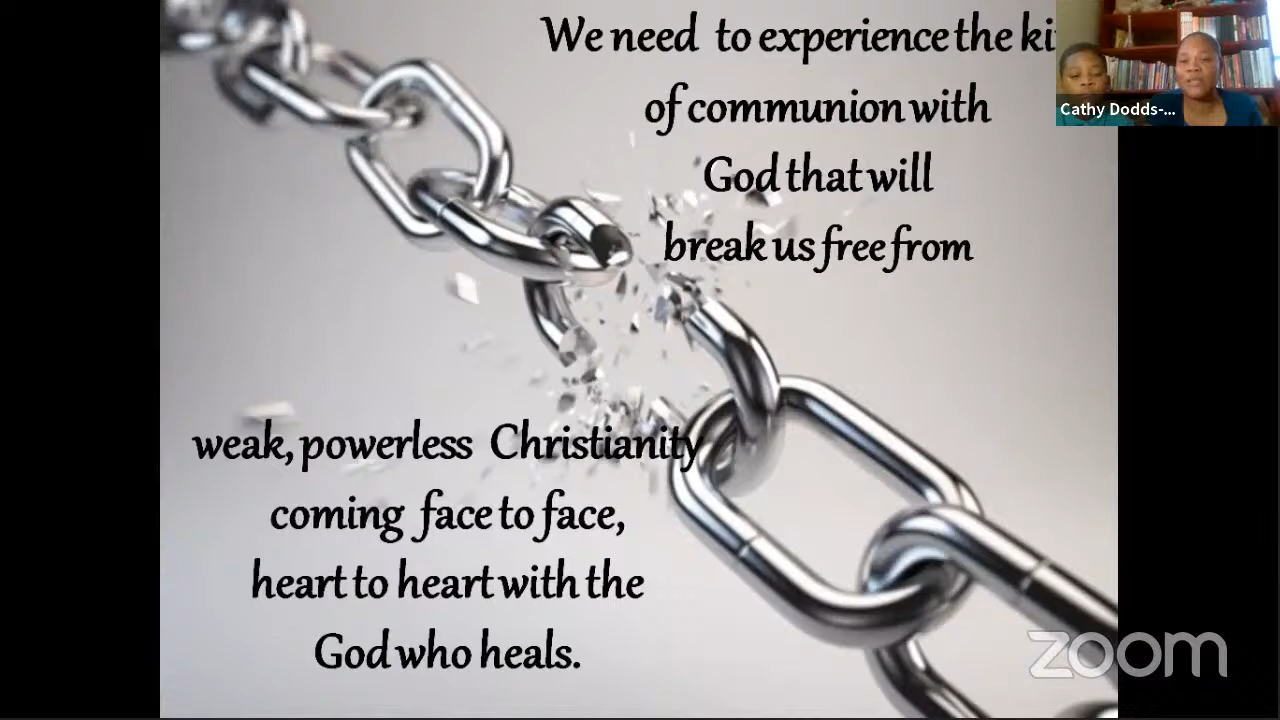 We need to experience the ki
of communion with
God that will
break us free from
weak, powerless Christianity
coming face to face,
heart to heart with the
God who heals.
Cathy Dodds-...
zoom